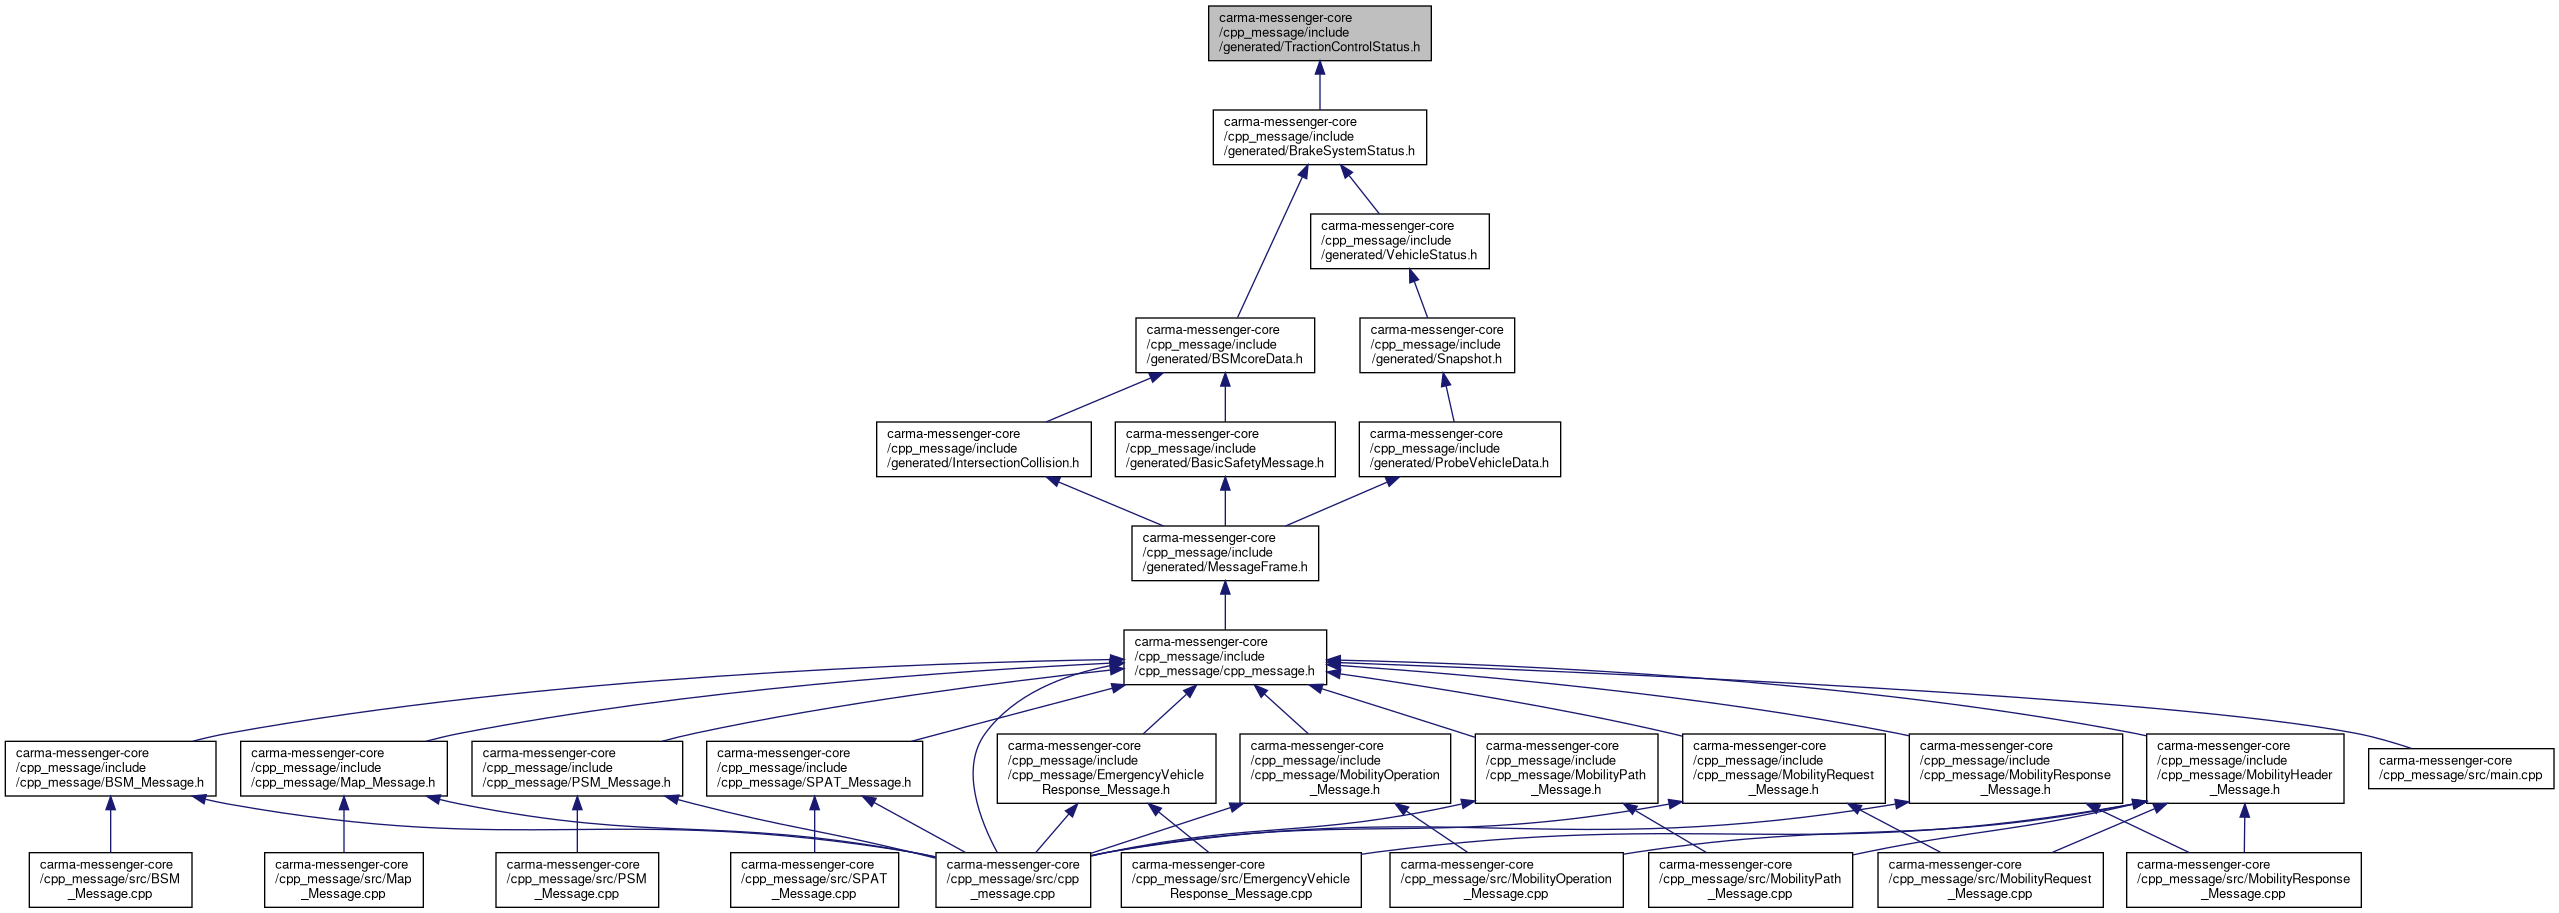 carma-messenger-core
/cpp_message/include
/generated/TractionControlStatus.h
carma-messenger-core
/cpp_message/include
/generated/BrakeSystemStatus.h
carma-messenger-core
/cpp_message/include
/generated/VehicleStatus.h
carma-messenger-core
/cpp_message/include
/generated/BSMcoreData.h
carma-messenger-core
/cpp_message/include
/generated/Snapshot.h
carma-messenger-core
/cpp_message/include
/generated/IntersectionCollision.h
carma-messenger-core
/cpp_message/include
/generated/BasicSafetyMessage.h
carma-messenger-core
/cpp_message/include
/generated/ProbeVehicleData.h
carma-messenger-core
/cpp_message/include
/generated/MessageFrame.h
carma-messenger-core
/cpp_message/include
/cpp_message/cpp_message.h
carma-messenger-core
/cpp_message/include
/cpp_message/BSM_Message.h
carma-messenger-core
/cpp_message/include
/cpp_message/Map_Message.h
carma-messenger-core
/cpp_message/include
/cpp_message/PSM_Message.h
carma-messenger-core
/cpp_message/include
/cpp_message/SPAT_Message.h
carma-messenger-core
/cpp_message/include
/cpp_message/EmergencyVehicle
Response_Message.h
carma-messenger-core
/cpp_message/include
/cpp_message/MobilityOperation
_Message.h
carma-messenger-core
/cpp_message/include
/cpp_message/MobilityPath
_Message.h
carma-messenger-core
/cpp_message/include
/cpp_message/MobilityRequest
_Message.h
carma-messenger-core
/cpp_message/include
/cpp_message/MobilityResponse
_Message.h
carma-messenger-core
/cpp_message/include
/cpp_message/MobilityHeader
_Message.h
carma-messenger-core
/cpp_message/src/main.cpp
carma-messenger-core
/cpp_message/src/BSM
_Message.cpp
carma-messenger-core
/cpp_message/src/Map
_Message.cpp
carma-messenger-core
/cpp_message/src/PSM
_Message.cpp
carma-messenger-core
/cpp_message/src/SPAT
_Message.cpp
carma-messenger-core
/cpp_message/src/cpp
_message.cpp
carma-messenger-core
/cpp_message/src/EmergencyVehicle
Response_Message.cpp
carma-messenger-core
/cpp_message/src/MobilityOperation
_Message.cpp
carma-messenger-core
/cpp_message/src/MobilityPath
_Message.cpp
carma-messenger-core
/cpp_message/src/MobilityRequest
_Message.cpp
carma-messenger-core
/cpp_message/src/MobilityResponse
_Message.cpp